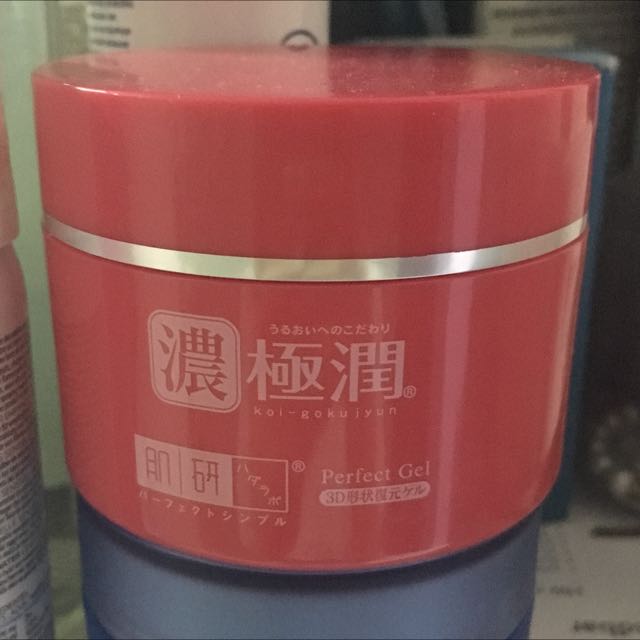 うるおいへのこだわり
濃 極潤®
koi-gokujyun
肌研 ハダラボ ®
パーフェクトシンプル
Perfect Gel
3D形状復元ゲル